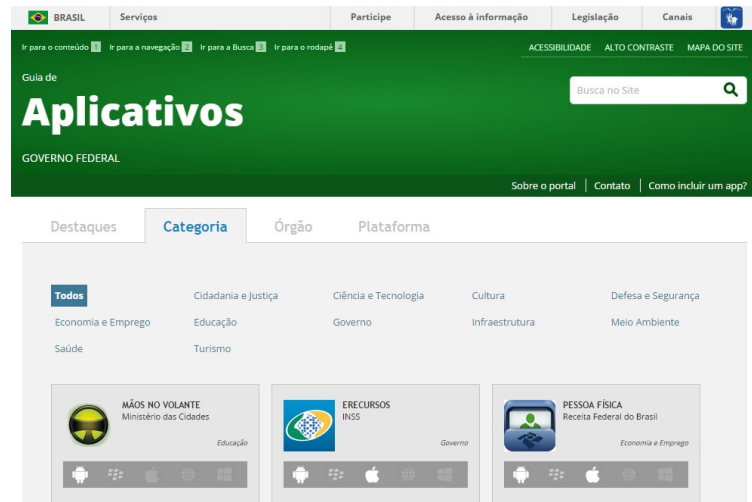 BRASIL Serviços Participe Acesso à informação Legislação Canais
Ir para o conteúdo 1 Ir para a navegação 2 Ir para a Busca 3 Ir para o rodapé 4 ACESSIBILIDADE ALTO CONTRASTE MAPA DO SITE
Guia de
Aplicativos
GOVERNO FEDERAL
Busca no Site
Sobre o portal Contato Como incluir um app?
Destaques Categoria Órgão Plataforma
Todos Cidadania e Justiça Ciência e Tecnologia Cultura Defesa e Segurança
Economia e Emprego Educação Governo Infraestrutura Meio Ambiente
Saúde Turismo
MÃOS NO VOLANTE
Ministério das Cidades
Educação
ERECURSOS
INSS
Governo
PESSOA FÍSICA
Receita Federal do Brasil
Economia e Emprego